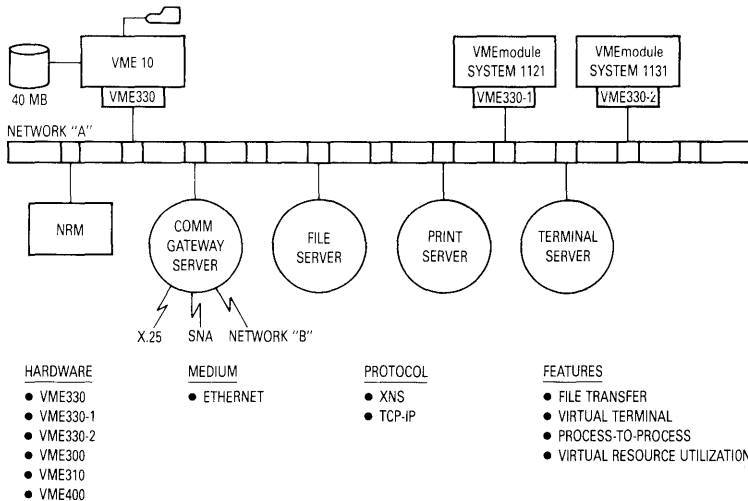 VME 10
VME330
40 MB
VMEmodule
SYSTEM 1121
VME330-1
VMEmodule
SYSTEM 1131
VME330-2
NETWORK "A"
NRM
COMM
GATEWAY
SERVER
FILE
SERVER
PRINT
SERVER
TERMINAL
SERVER
X.25
SNA
NETWORK "B"
HARDWARE
● VME330
● VME330-1
● VME330-2
● VME300
● VME310
● VME400
MEDIUM
● ETHERNET
PROTOCOL
● XNS
● TCP-IP
FEATURES
● FILE TRANSFER
● VIRTUAL TERMINAL
● PROCESS-TO-PROCESS
● VIRTUAL RESOURCE UTILIZATION